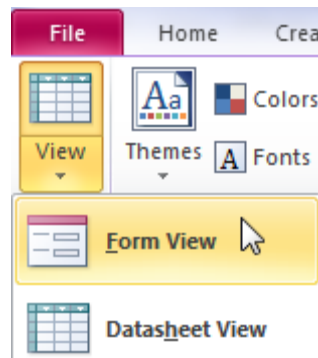 File Home Crea
Aa Colors
View Themes A Fonts
Form View
Datasheet View